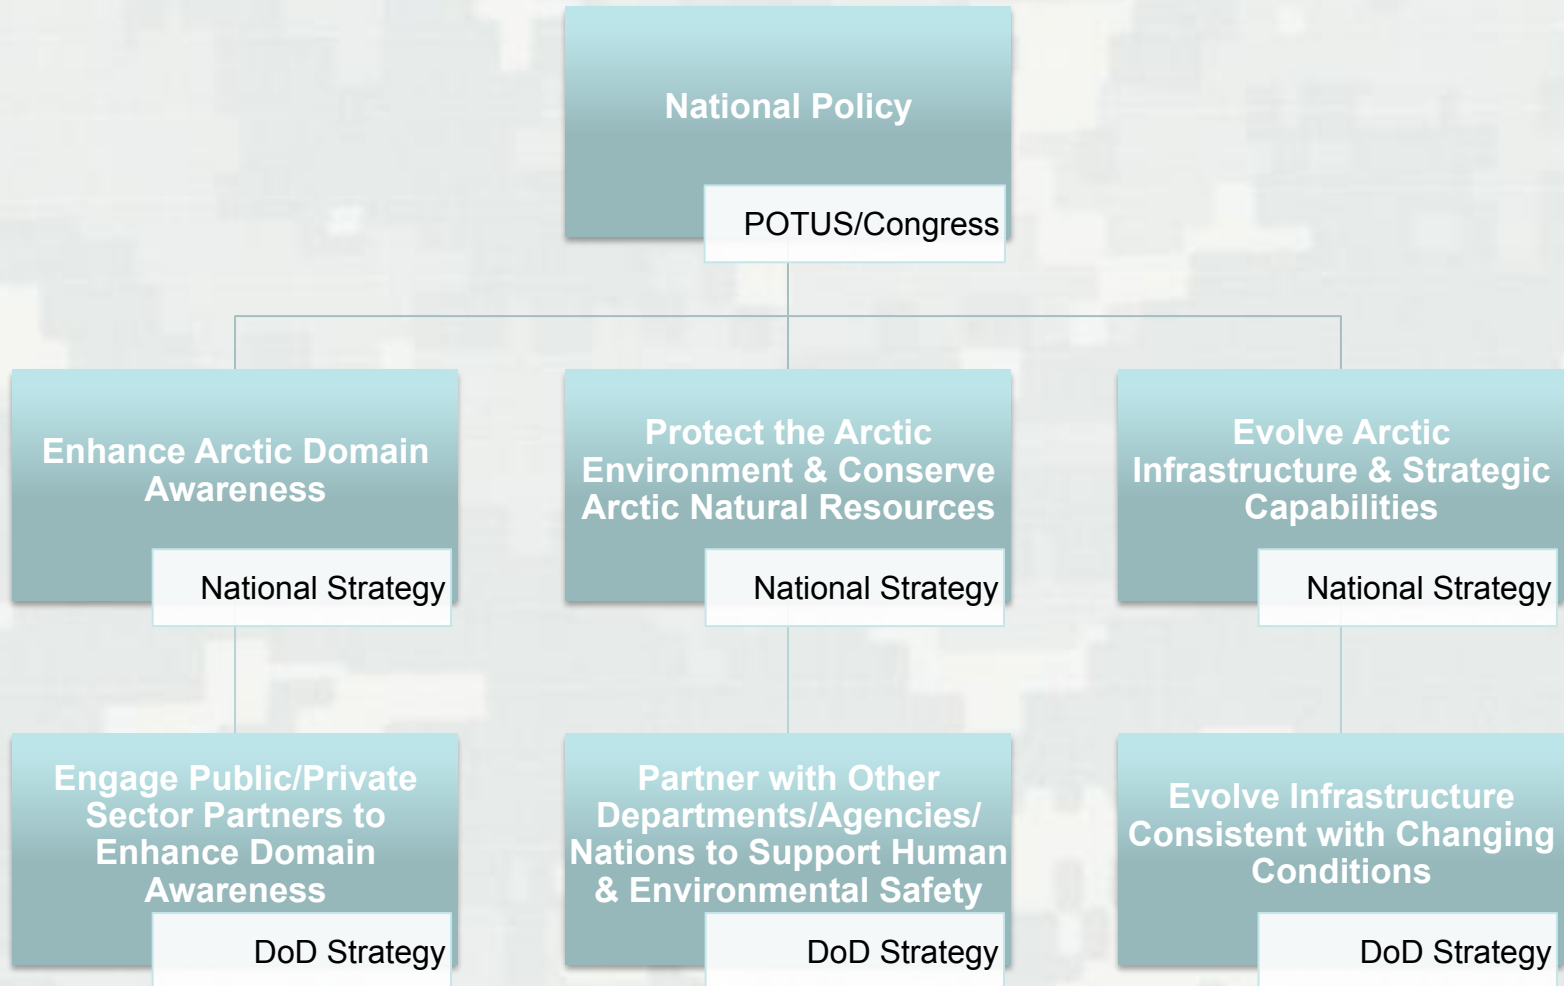 National Policy
POTUS/Congress
Enhance Arctic Domain
Awareness
National Strategy
Protect the Arctic
Environment & Conserve
Arctic Natural Resources
National Strategy
Evolve Arctic
Infrastructure & Strategic
Capabilities
National Strategy
Engage Public/Private
Sector Partners to
Enhance Domain
Awareness
DoD Strategy
Partner with Other
Departments/Agencies/
Nations to Support Human
& Environmental Safety
DoD Strategy
Evolve Infrastructure
Consistent with Changing
Conditions
DoD Strategy